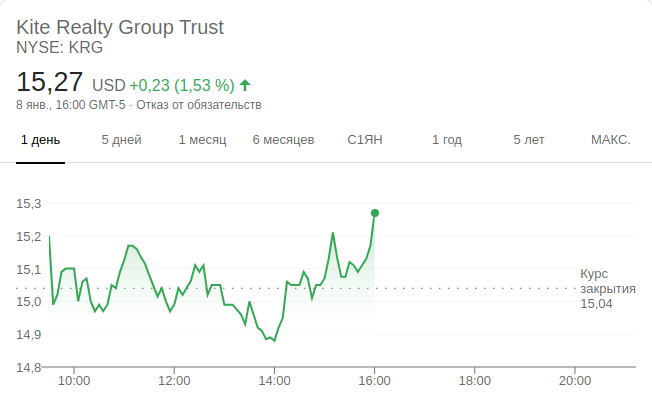 Kite Realty Group Trust
NYSE: KRG
15,27 USD +0,23 (1,53 %)
8 янв., 16:00 GMT-5 · Отказ от обязательств
1 день 5 дней 1 месяц 6 месяцев С1ЯН 1 год 5 лет МАКС.
15,3
15,2
15,1
15,0
14,9
14,8
Курс
закрытия
15,04
10:00 12:00 14:00 16:00 18:00 20:00